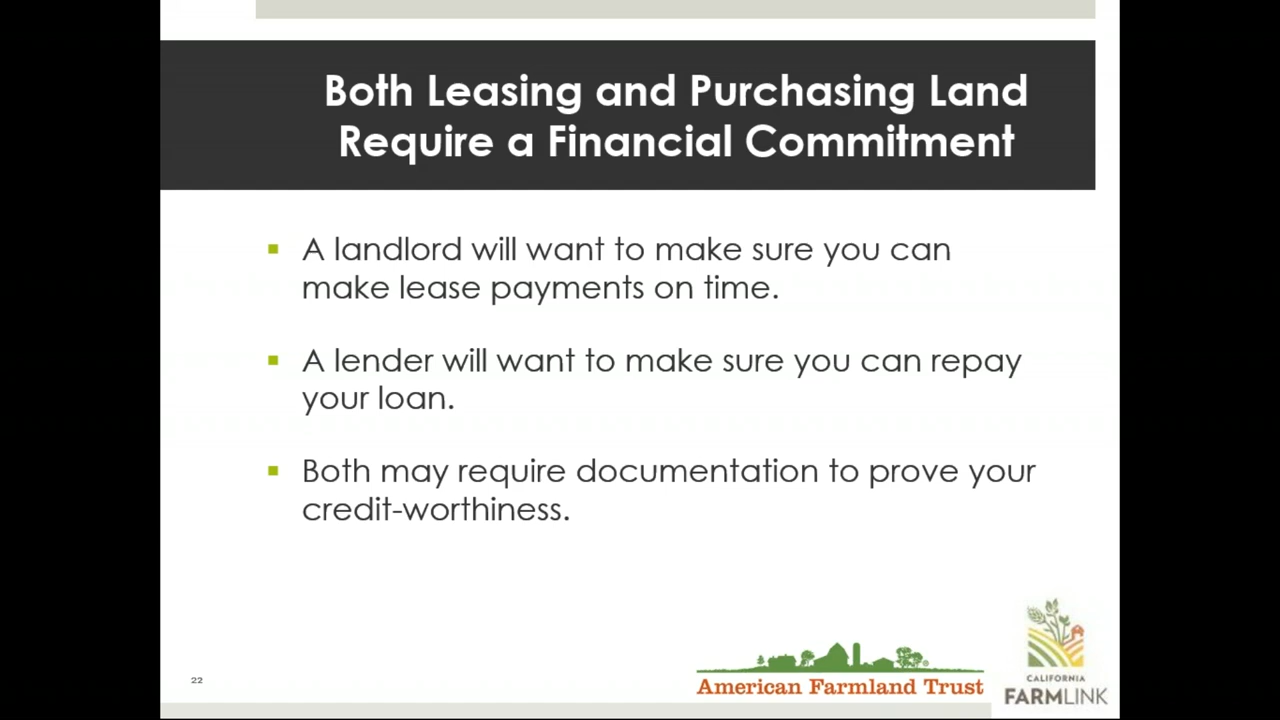 Both Leasing and Purchasing Land
Require a Financial Commitment
A landlord will want to make sure you can
make lease payments on time.
A lender will want to make sure you can repay
your loan.
Both may require documentation to prove your
credit-worthiness.
22
American Farmland Trust
CALIFORNIA
FARMLINK